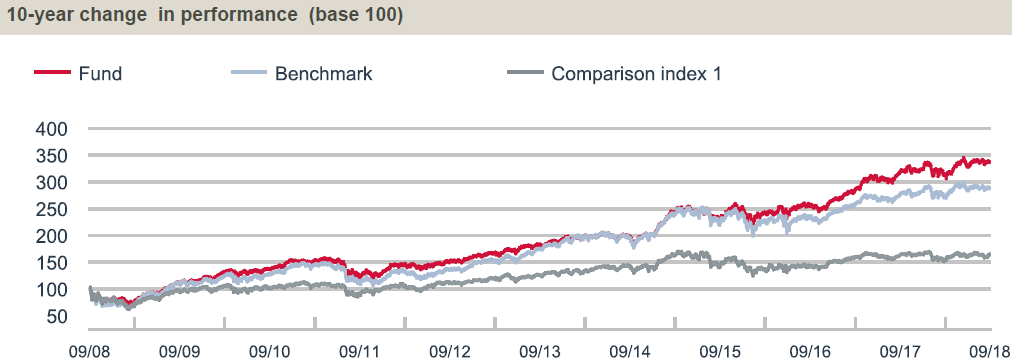 10-year change in performance (base 100)
Fund Benchmark Comparison index 1
400
350
300
250
200
150
100
50
09/08 09/09 09/10 09/11 09/12 09/13 09/14 09/15 09/16 09/17 09/18